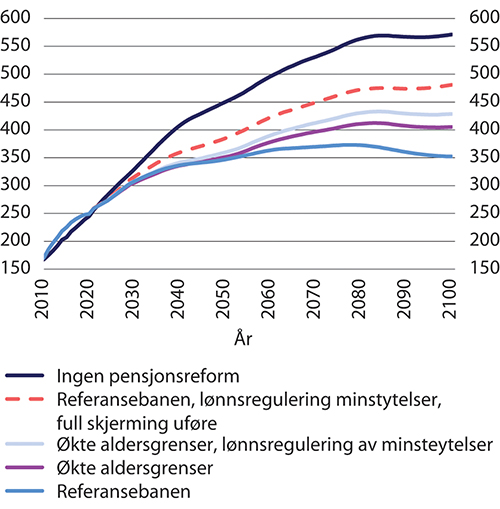 600 600
550 550
500 500
450 450
400 400
350 350
300 300
250 250
200 200
150 150
2010 2020 2030 2040 2050 2060 2070 2080 2090 2100
År
Ingen pensjonsreform
Referansebanen, lønnsregulering minstytelser,
full skjerming uføre
Økte aldersgrenser, lønnsregulering av minsteytelser
Økte aldersgrenser
Referansebanen